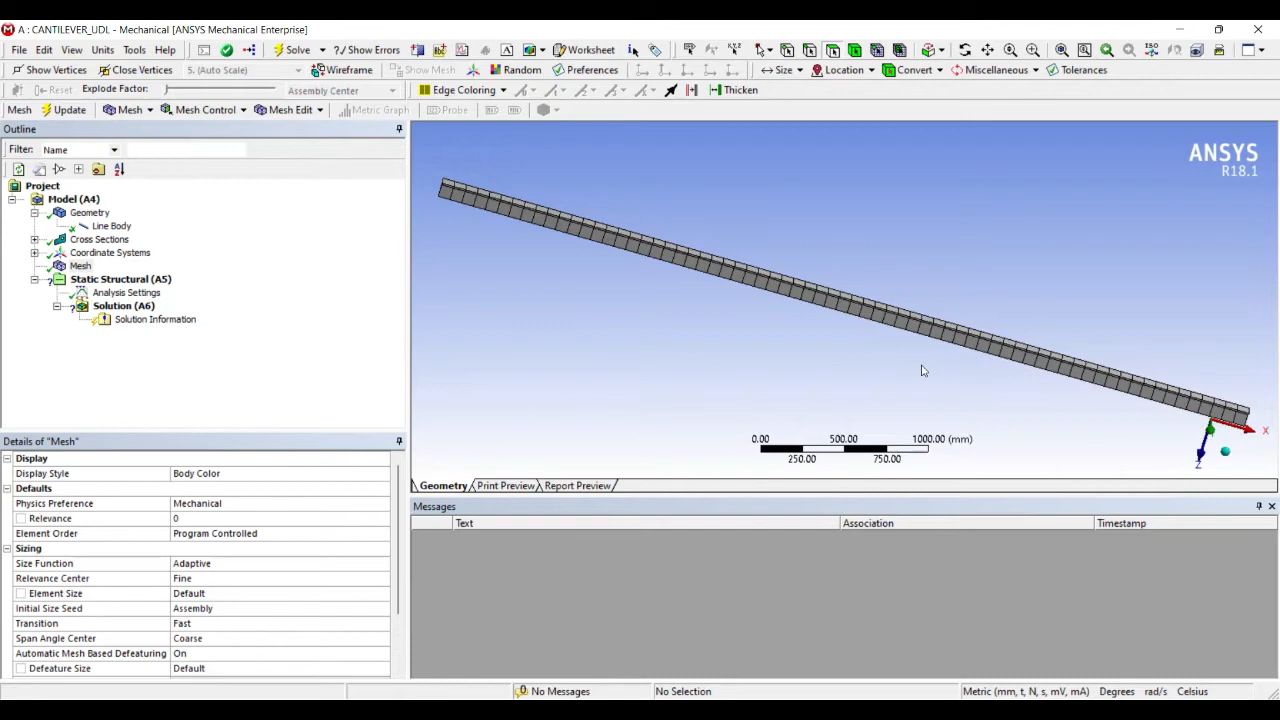 A : CANTILEVER_UDL - Mechanical [ANSYS Mechanical Enterprise]
File Edit View Units Tools Help Solve ?/ Show Errors Worksheet
Show Vertices Close Vertices 5. (Auto Scale) Wireframe Show Mesh Random Preferences Size Location Convert Miscellaneous Tolerances
Reset Explode Factor: Assembly Center Edge Coloring Thicken
Mesh Update Mesh Mesh Control Mesh Edit Metric Graph Probe
Outline
Filter: Name
Project
Model (A4)
Geometry
Line Body
Cross Sections
Coordinate Systems
Mesh
Static Structural (A5)
Analysis Settings
Solution (A6)
Solution Information
Details of "Mesh"
Display
Display Style Body Color
Defaults
Physics Preference Mechanical
Relevance 0
Element Order Program Controlled
Sizing
Size Function Adaptive
Relevance Center Fine
Element Size Default
Initial Size Seed Assembly
Transition Fast
Span Angle Center Coarse
Automatic Mesh Based Defeaturing On
Defeature Size Default
ANSYS
R18.1
X
Z
0.00 500.00 1000.00 (mm)
250.00 750.00
Geometry Print Preview Report Preview
Messages
Text Association Timestamp
0 No Messages No Selection Metric (mm, t, N, s, mV, mA) Degrees rad/s Celsius